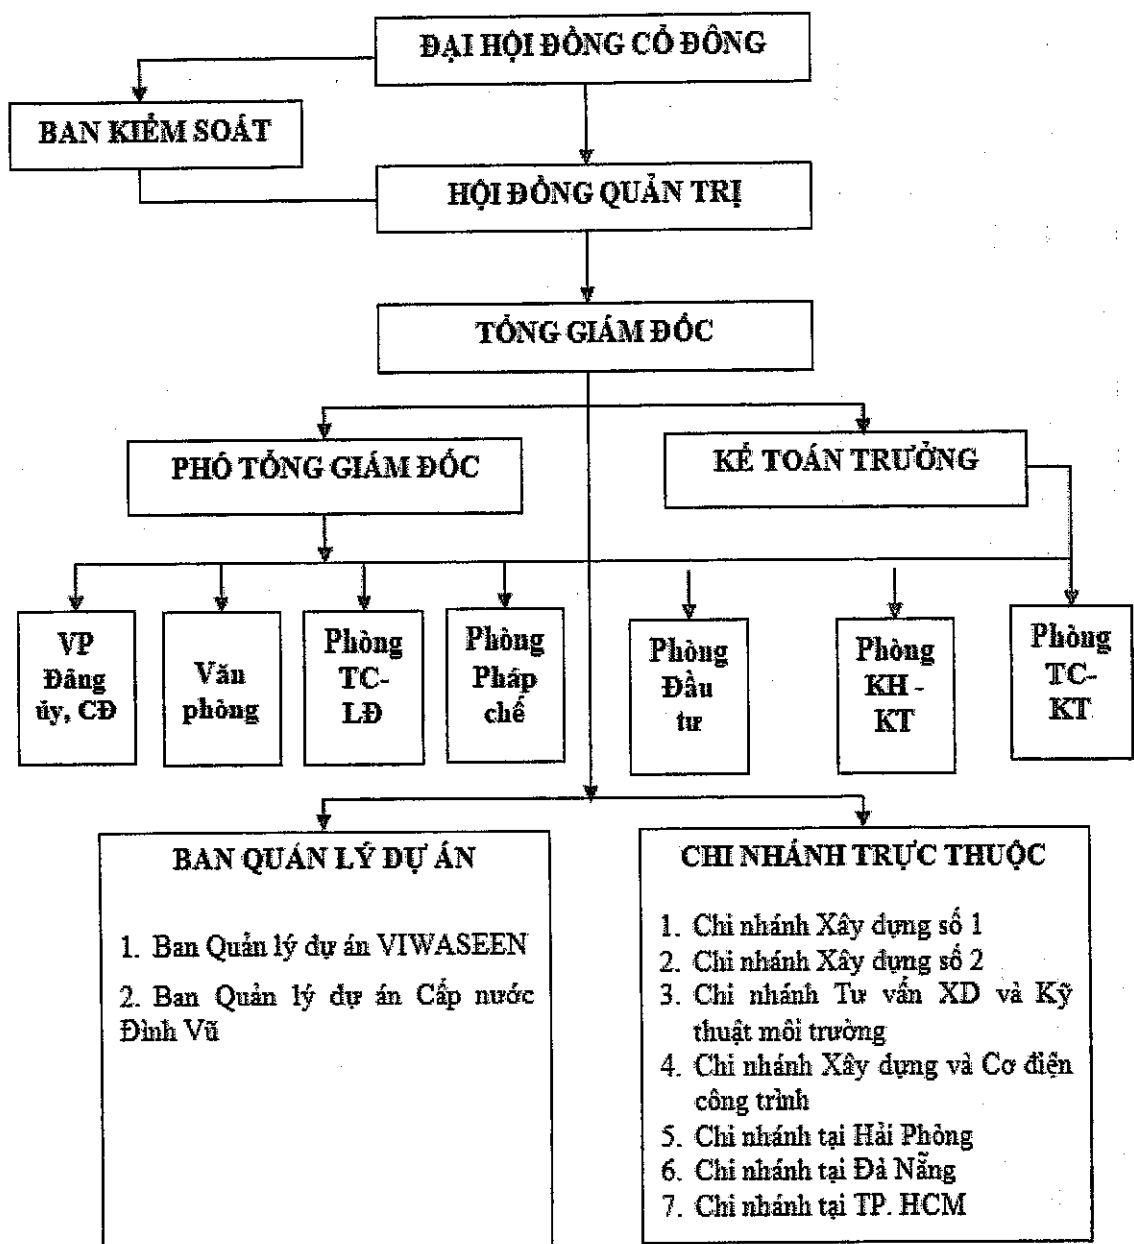 ĐẠI HỘI ĐỒNG CỔ ĐÔNG
BAN KIỂM SOÁT
HỘI ĐỒNG QUẢN TRỊ
TỔNG GIÁM ĐỐC
PHÓ TỔNG GIÁM ĐỐC
KẾ TOÁN TRƯỞNG
VP
Đảng
ủy, CĐ
Văn
phòng
Phòng
TC-
LĐ
Phòng
Pháp
chế
Phòng
Đầu
tư
Phòng
KH -
KT
Phòng
TC-
KT
BAN QUẢN LÝ DỰ ÁN
1. Ban Quản lý dự án VIWASEEN
2. Ban Quản lý dự án Cấp nước
Đình Vũ
CHI NHÁNH TRỰC THUỘC
1. Chi nhánh Xây dựng số 1
2. Chi nhánh Xây dựng số 2
3. Chi nhánh Tư vấn XD và Kỹ
thuật môi trường
4. Chi nhánh Xây dựng và Cơ điện
công trình
5. Chi nhánh tại Hải Phòng
6. Chi nhánh tại Đà Nẵng
7. Chi nhánh tại TP. HCM